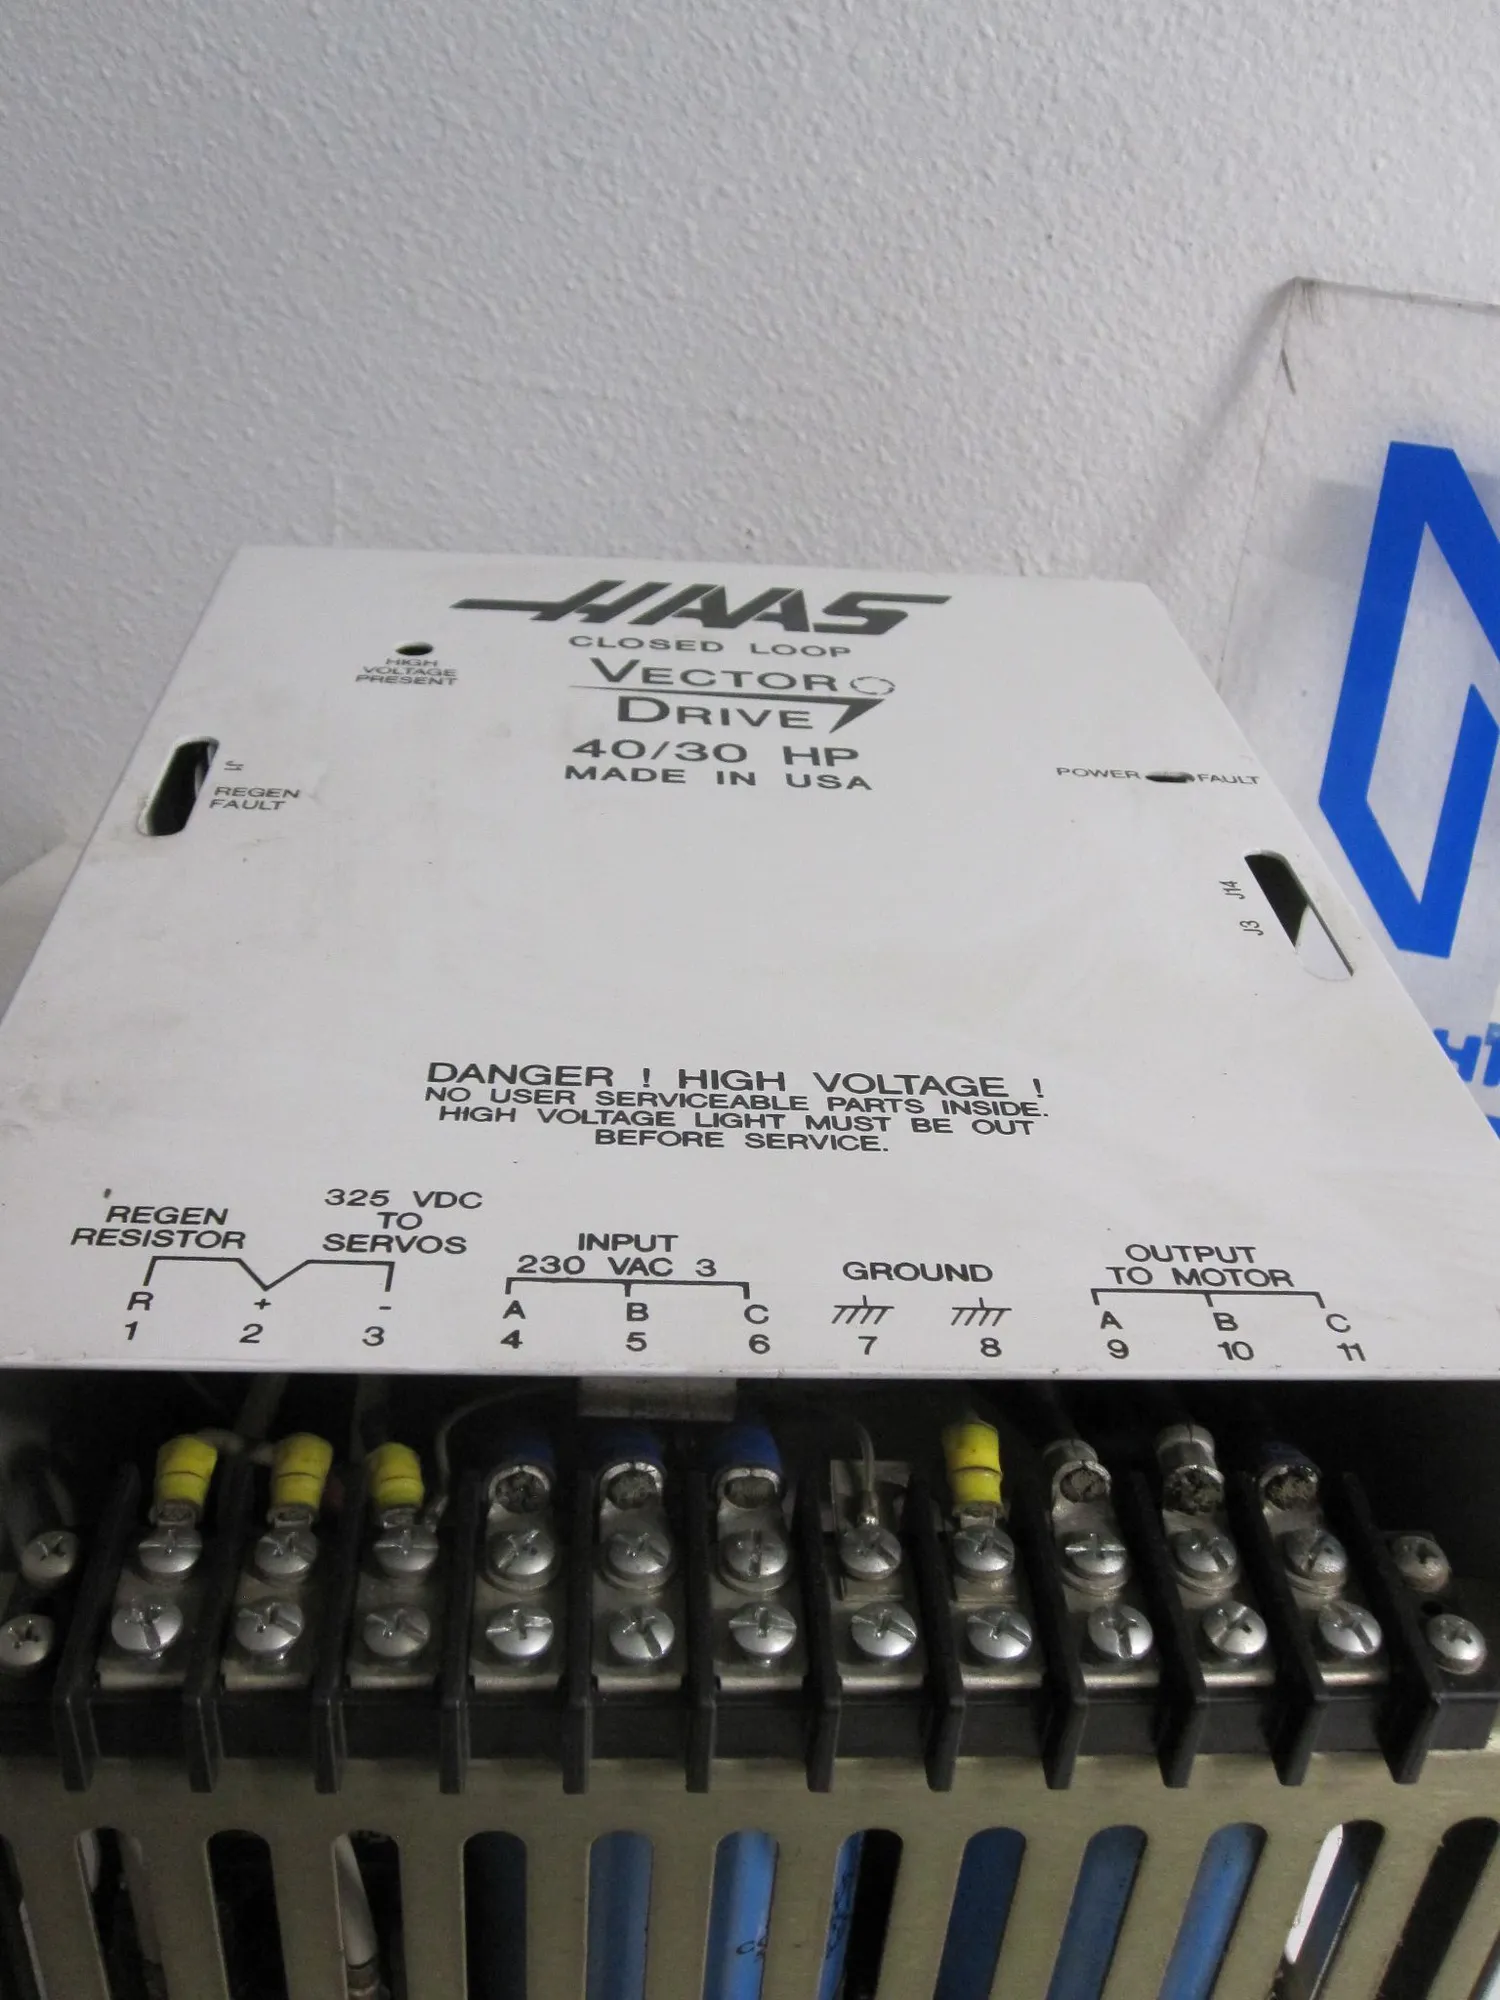 HAAS
CLOSED LOOP
VECTOR
DRIVE
40/30 HP
MADE IN USA
HIGH
VOLTAGE
PRESENT
REGEN
FAULT
POWER FAULT
J14
J3
DANGER ! HIGH VOLTAGE !
NO USER SERVICEABLE PARTS INSIDE.
HIGH VOLTAGE LIGHT MUST BE OUT
BEFORE SERVICE.
REGEN
RESISTOR
325 VDC
TO
SERVOS
INPUT
230 VAC 3
GROUND
OUTPUT
TO MOTOR
R + - A B C A B C
1 2 3 4 5 6 7 8 9 10 11